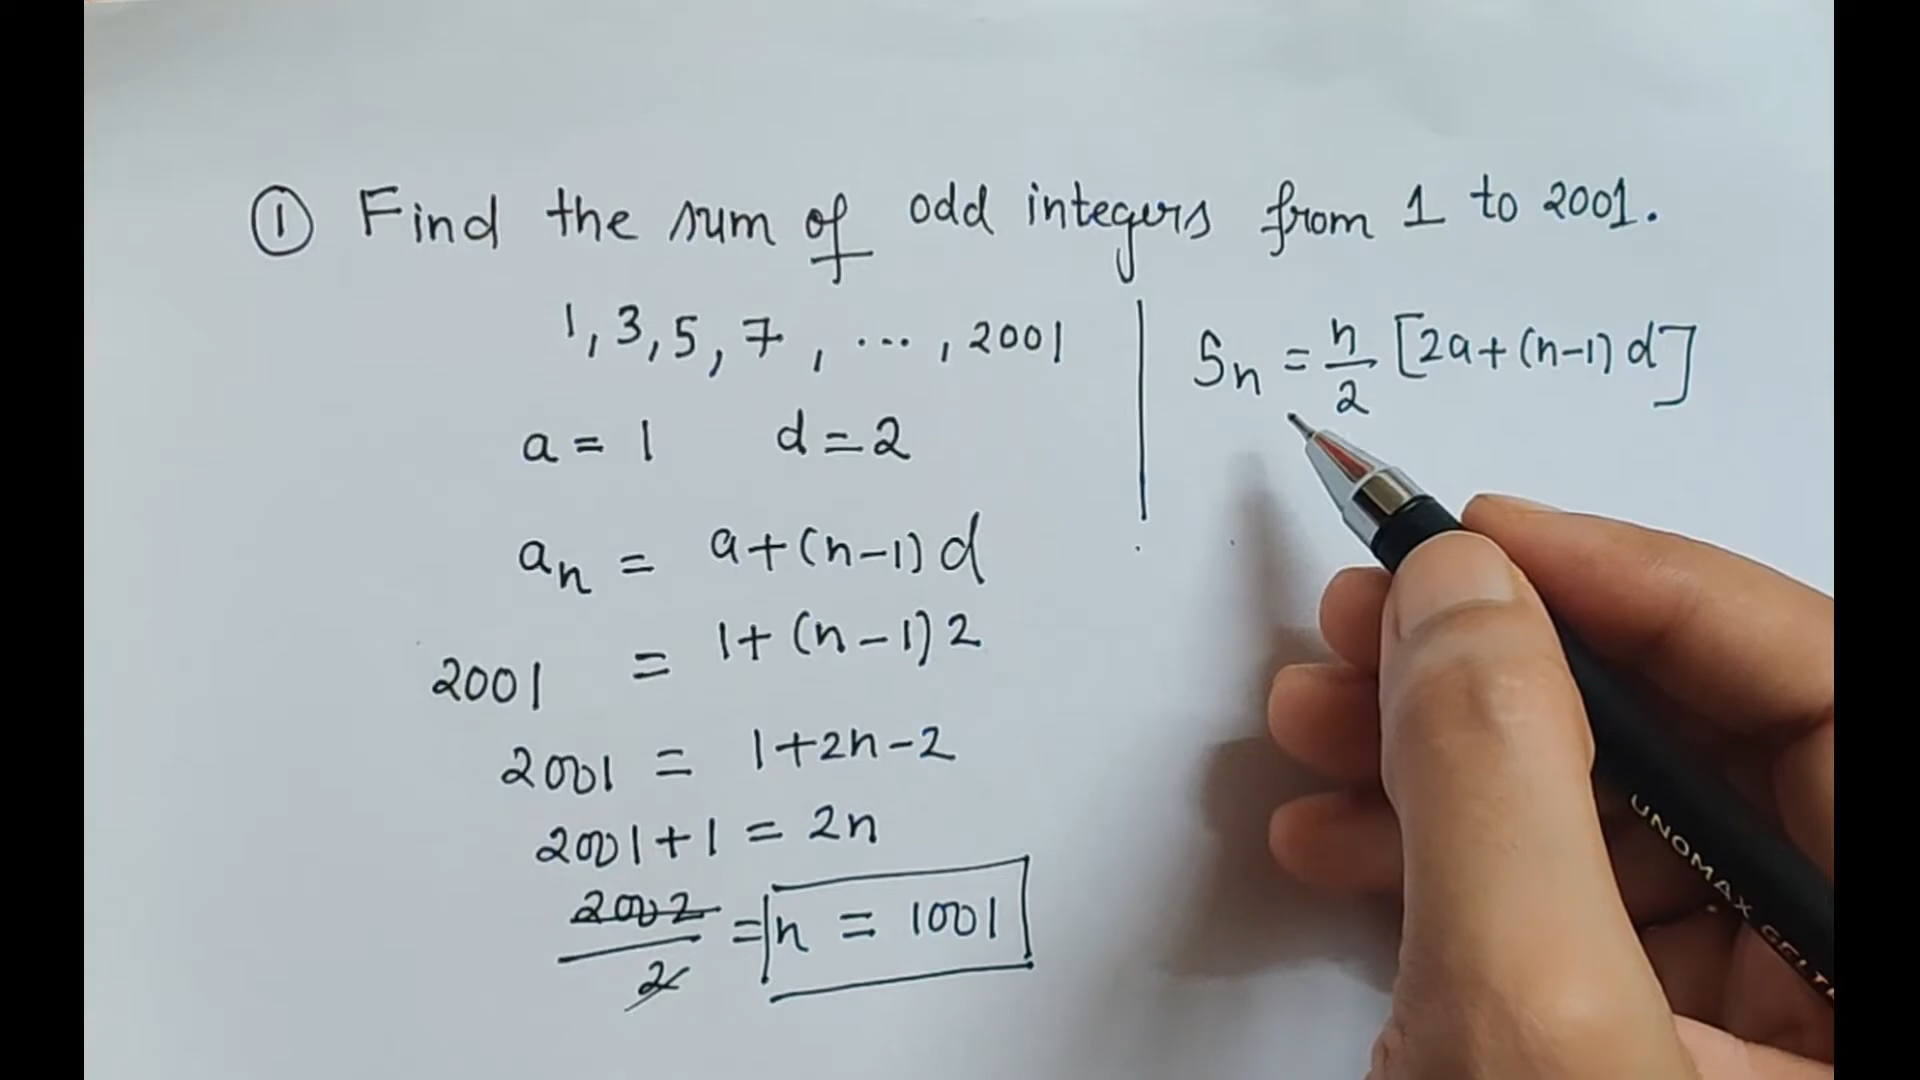 ① Find the sum of odd integers from 1 to 2001.
1, 3, 5, 7, ..., 2001
a = 1 d = 2
aₙ = a+(n-1)d
2001 = 1+(n-1)2
2001 = 1+2n-2
2001+1 = 2n
2002/2 = n = 1001
Sₙ = n/2 [2a+(n-1)d]
UNOMAX